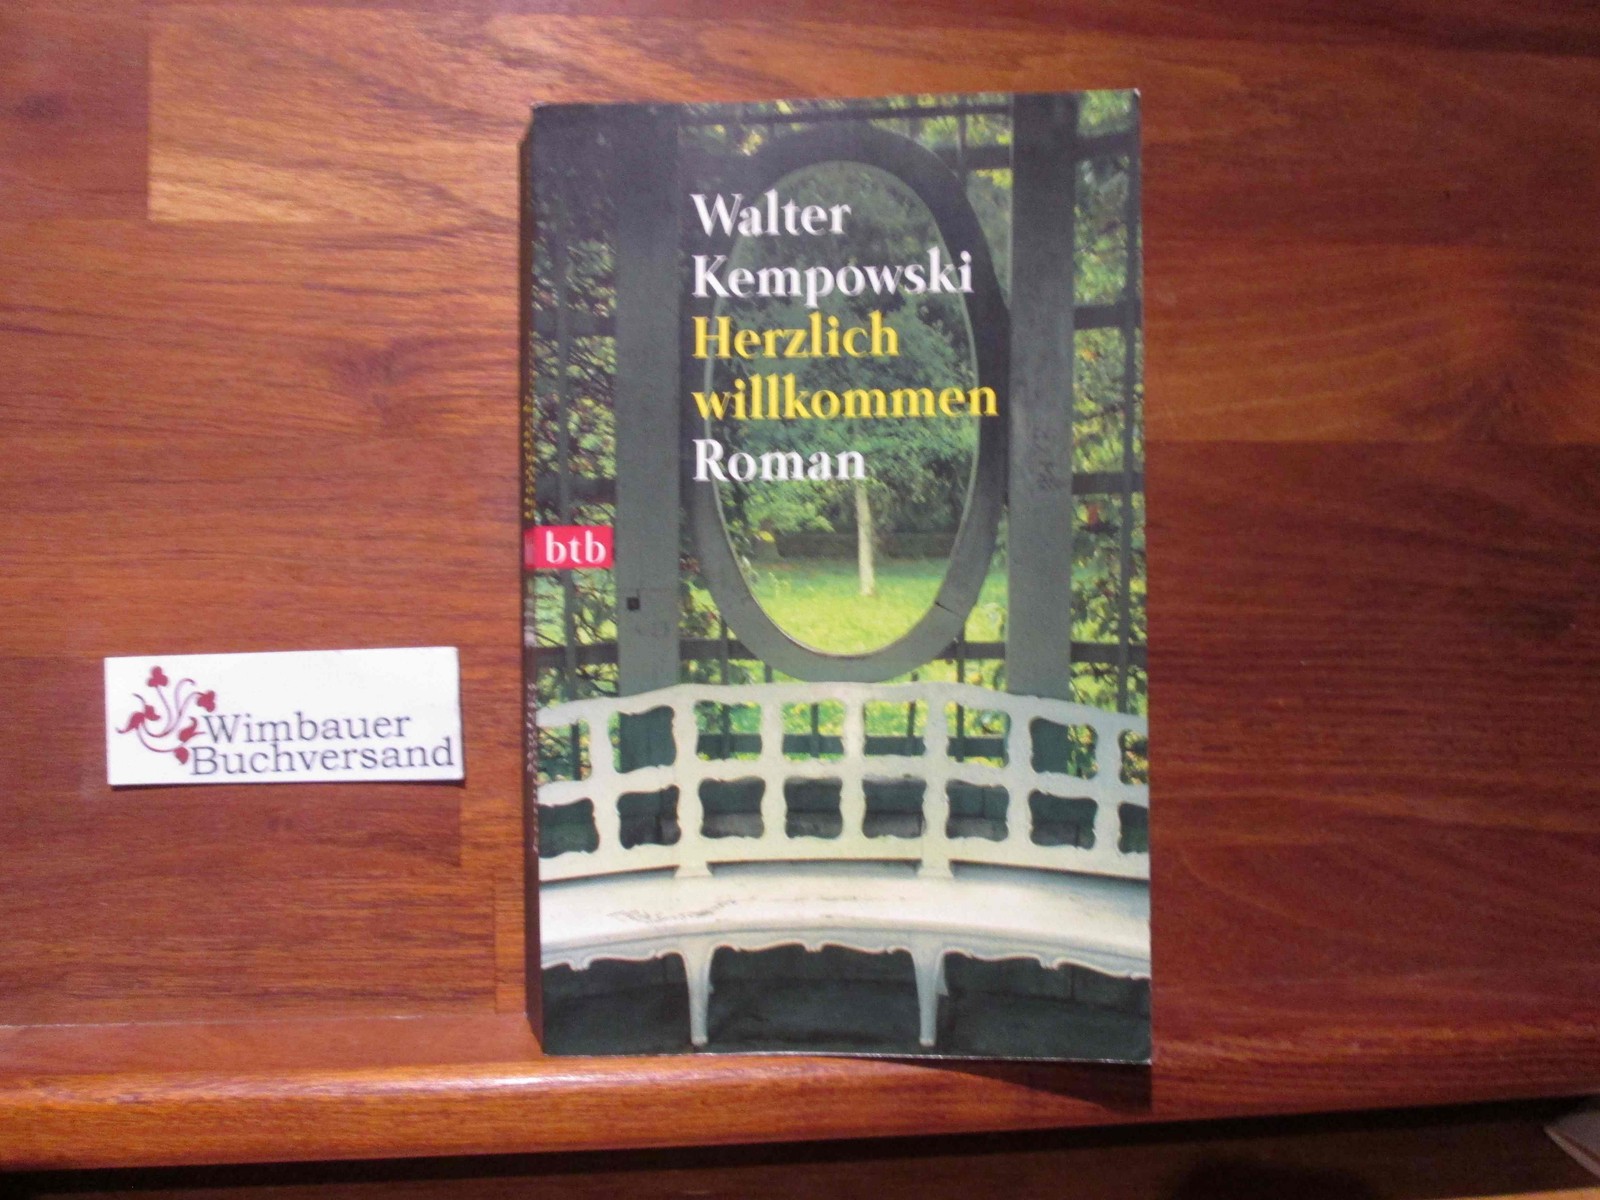 Walter
Kempowski
Herzlich
willkommen
Roman
btb
Wimbauer
Buchversand